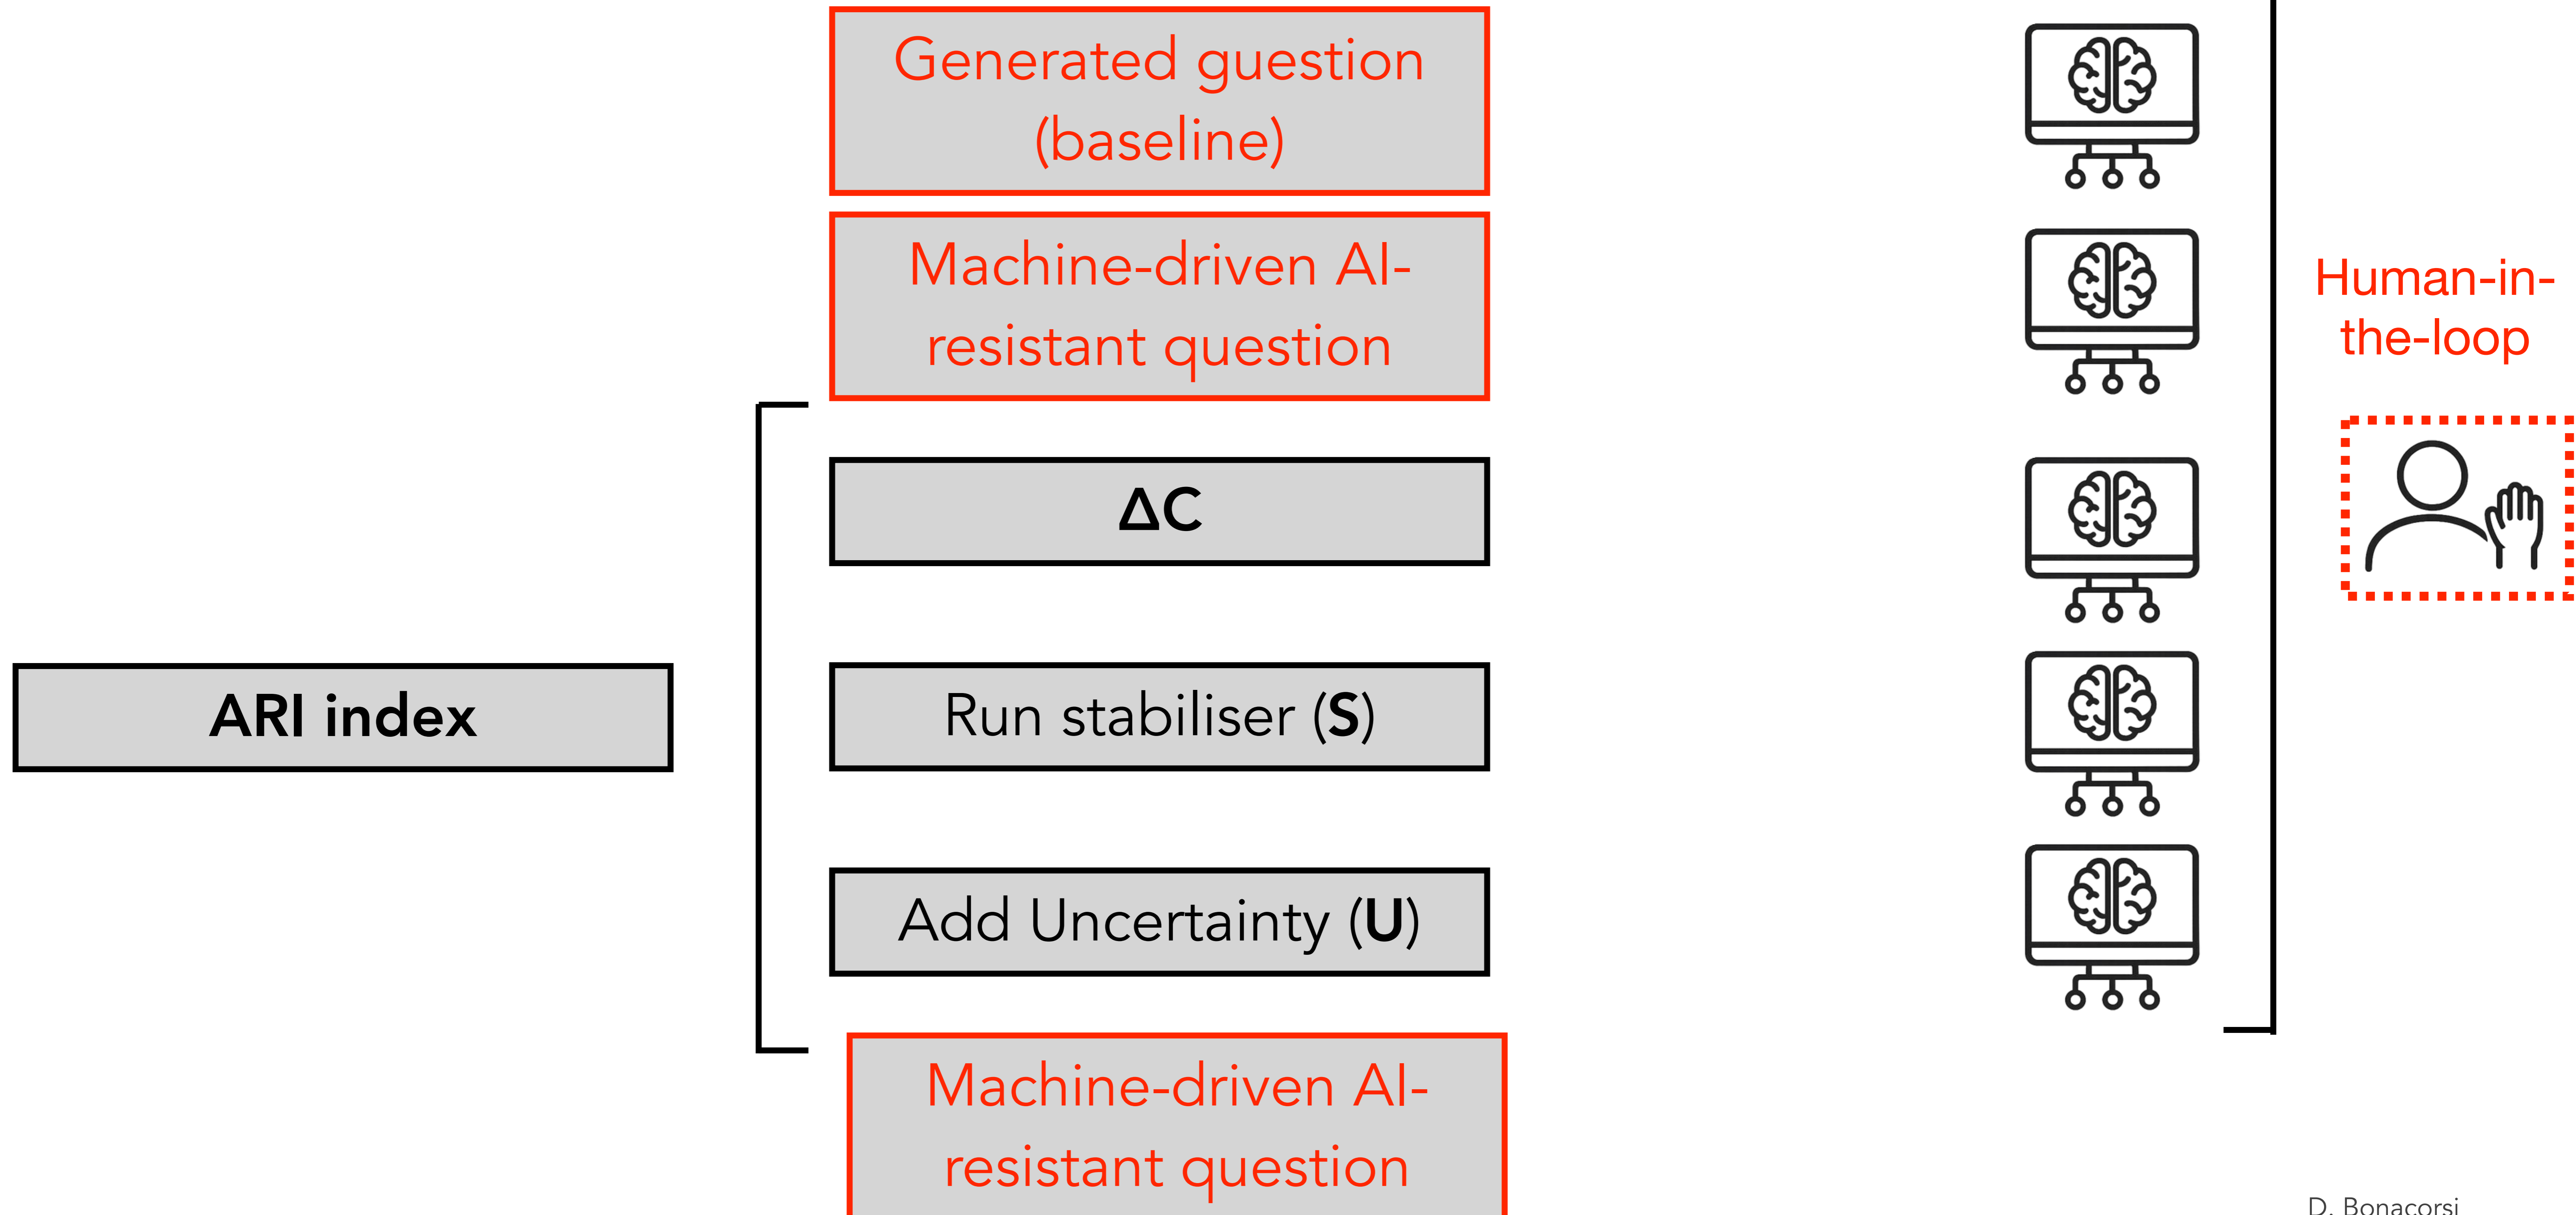 Generated guestion
(baseline)
Machine-driven AI-
resistant question
Human-in-
the-loop
ΔC
ARI index
Run stabiliser (S)
Add Uncertainty (U)
Machine-driven AI-
resistant question
D. Bonacorsi